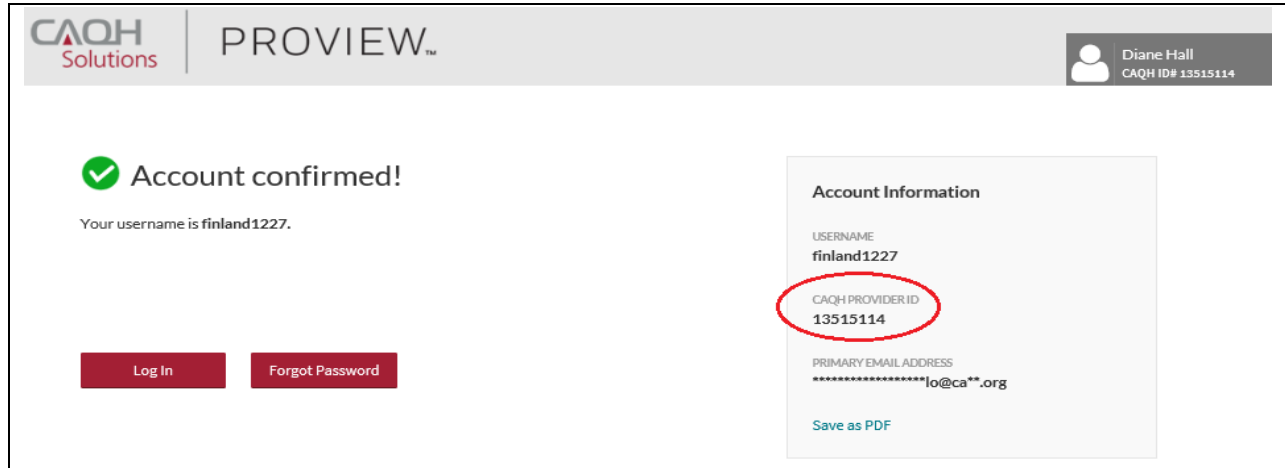 CAQH
Solutions
PROVIEW™
Diane Hall
CAQH ID# 13515114
Account confirmed!
Your username is finland1227.
Log In
Forgot Password
Account Information
USERNAME
finland1227
CAQH PROVIDER ID
13515114
PRIMARY EMAIL ADDRESS
******************lo@ca**.org
Save as PDF